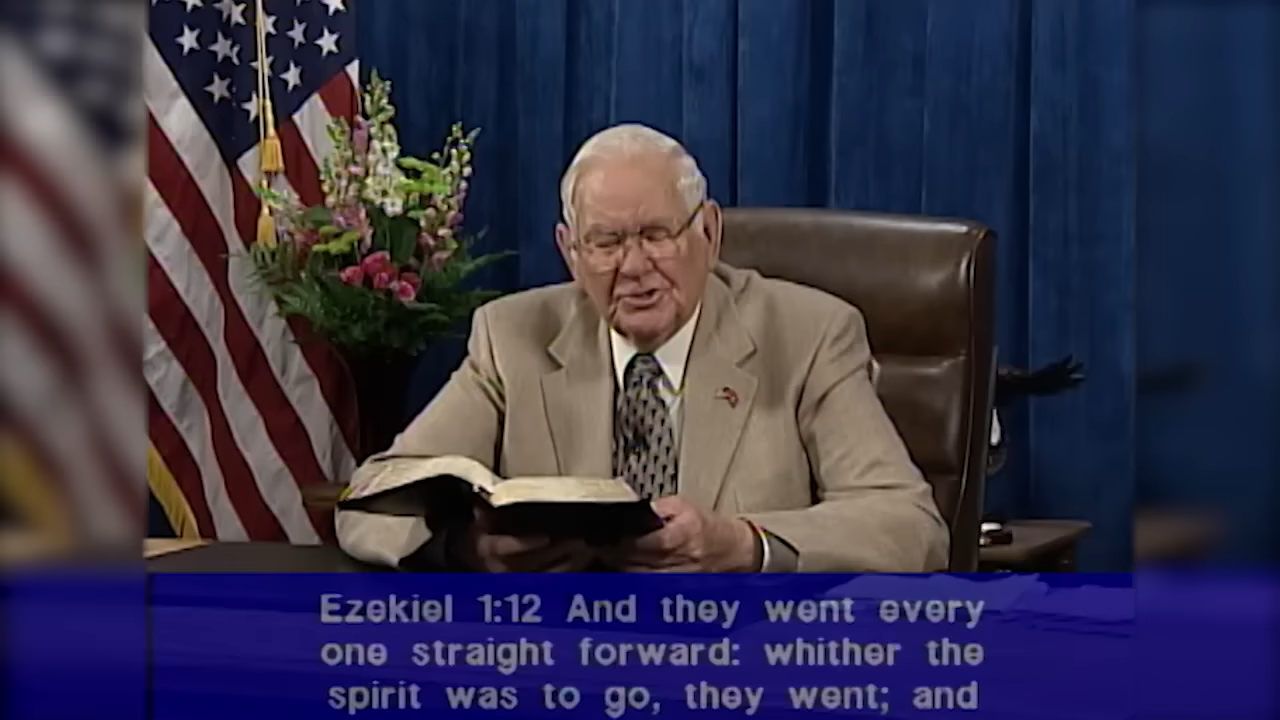 Ezekiel 1:12 And they went every
one straight forward: whither the
spirit was to go, they went; and